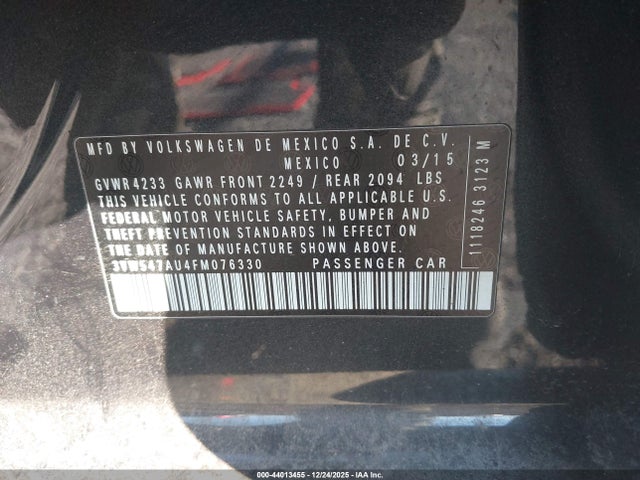 MFD BY VOLKSWAGEN DE MEXICO S.A. DE C.V.
MEXICO 03/15
GVWR 4233 GAWR FRONT 2249 / REAR 2094 LBS
THIS VEHICLE CONFORMS TO ALL APPLICABLE U.S.
FEDERAL MOTOR VEHICLE SAFETY, BUMPER AND
THEFT PREVENTION STANDARDS IN EFFECT ON
THE DATE OF MANUFACTURE SHOWN ABOVE.
3VW547AU4FM076330 PASSENGER CAR
1118246 3123 M
000-44013455 - 12/24/2025 - IAA Inc.